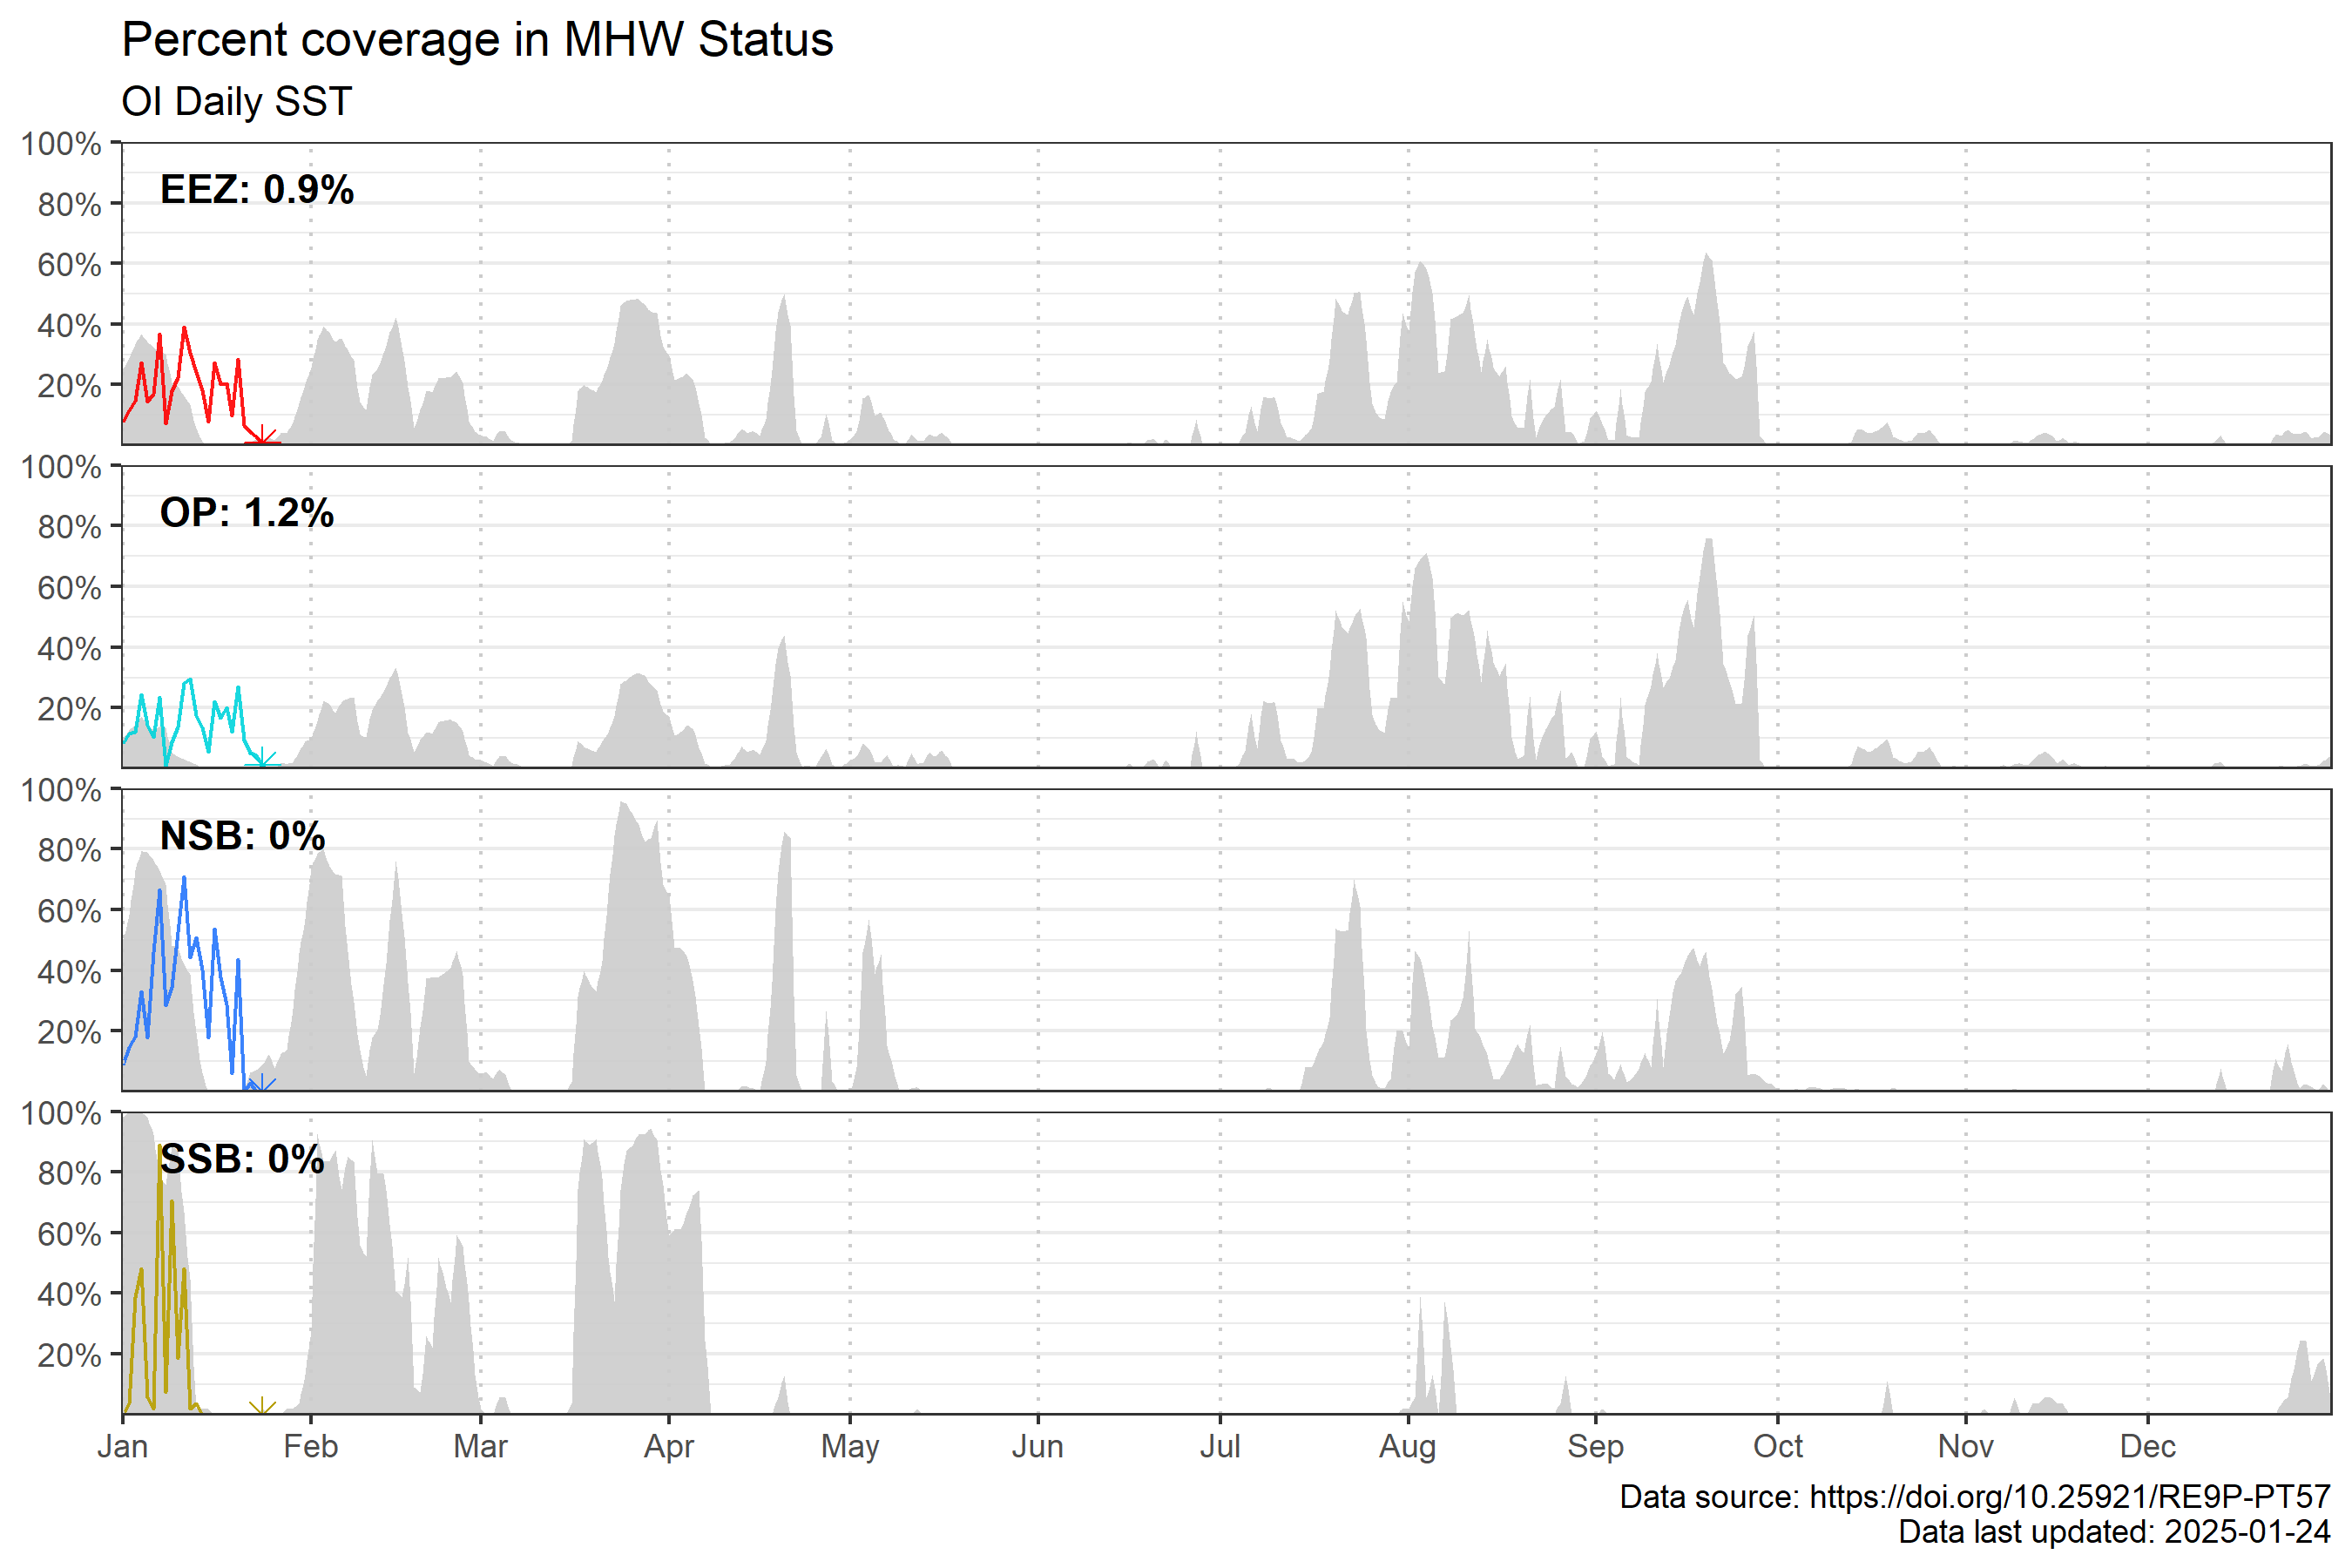 Percent coverage in MHW Status
OI Daily SST
100%
80%
60%
40%
20%
EEZ: 0.9%
100%
80%
60%
40%
20%
OP: 1.2%
100%
80%
60%
40%
20%
NSB: 0%
100%
80%
60%
40%
20%
SSB: 0%
Jan Feb Mar Apr May Jun Jul Aug Sep Oct Nov Dec
Data source: https://doi.org/10.25921/RE9P-PT57
Data last updated: 2025-01-24